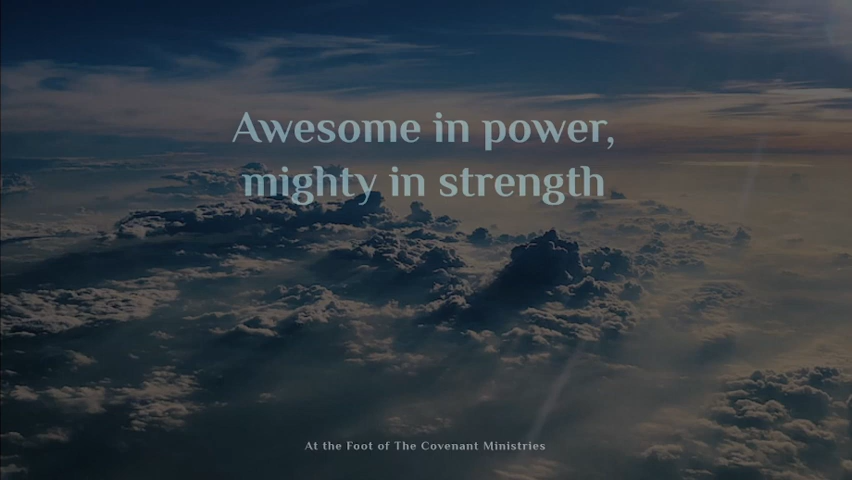 Awesome in power,
mighty in strength
At the Foot of The Covenant Ministries